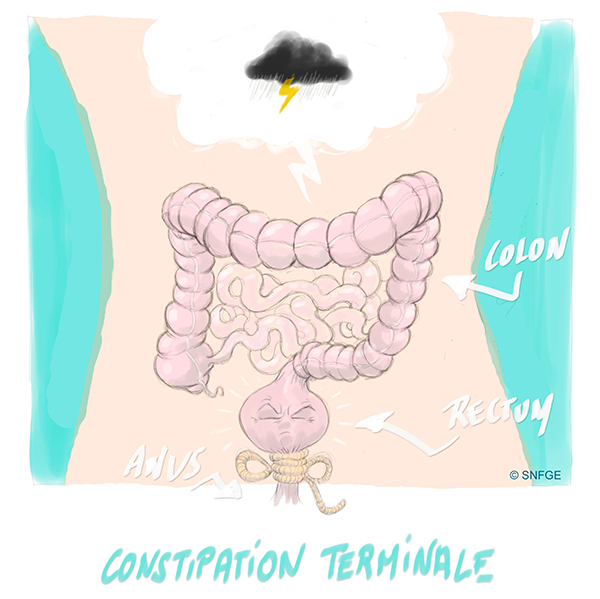 COLON
RECTUM
ANUS
© SNFGE
CONSTIPATION TERMINALE